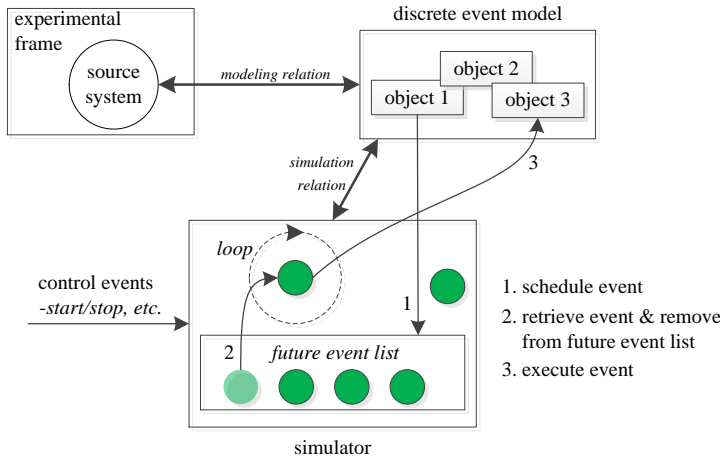 experimental
frame
source
system
modeling relation
discrete event model
object 1
object 2
object 3
simulation
relation
3
loop
control events
-start/stop, etc.
1
2
future event list
simulator
1. schedule event
2. retrieve event & remove
from future event list
3. execute event